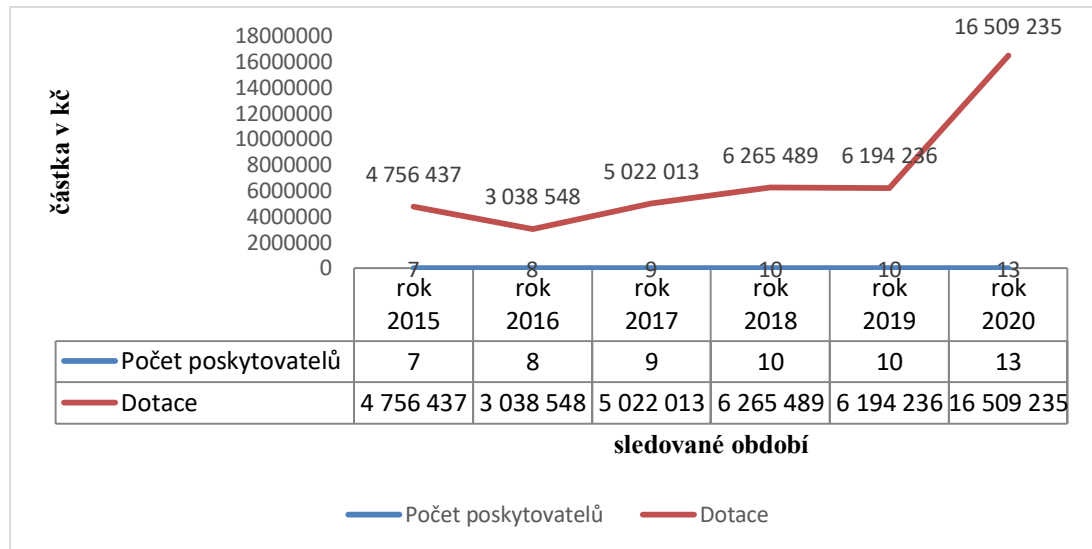 částka v kč
18000000
16000000
14000000
12000000
10000000
8000000
6000000
4000000
2000000
0
4 756 437
3 038 548
5 022 013
6 265 489
6 194 236
16 509 235
7 8 9 10 10 13
rok rok rok rok rok rok
2015 2016 2017 2018 2019 2020
Počet poskytovatelů 7 8 9 10 10 13
Dotace 4 756 437 3 038 548 5 022 013 6 265 489 6 194 236 16 509 235
sledované období
Počet poskytovatelů Dotace